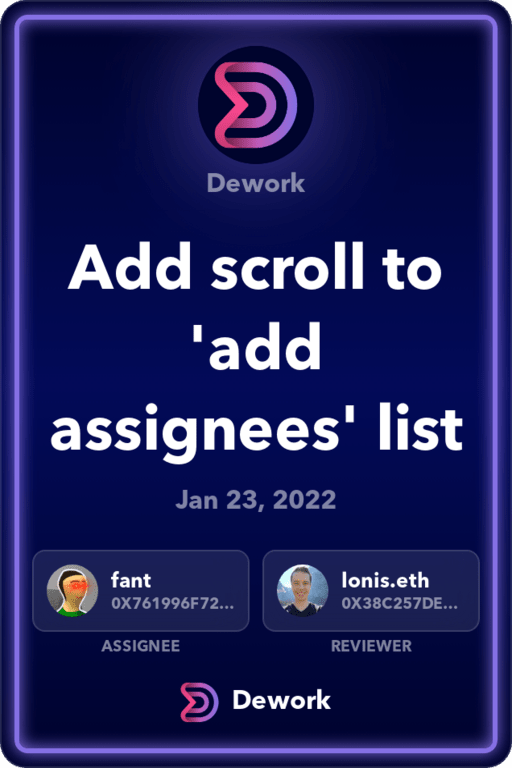 Dework
Add scroll to
'add
assignees' list
Jan 23, 2022
fant
0X761996F72...
lonis.eth
0X38C257DE...
ASSIGNEE
REVIEWER
Dework